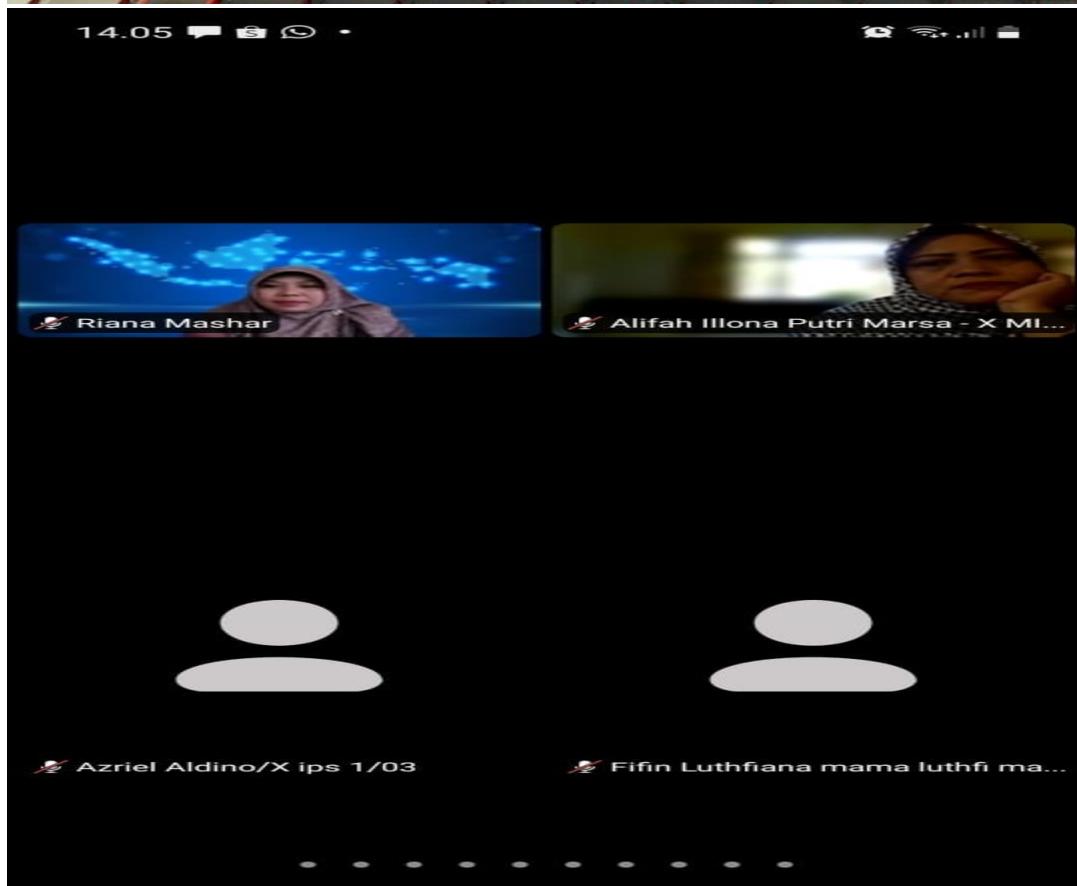 14.05
Riana Mashar
Alifah Illona Putri Marsa - X MI...
Azriel Aldino/X ips 1/03
Fifin Luthfiana mama luthfi ma...